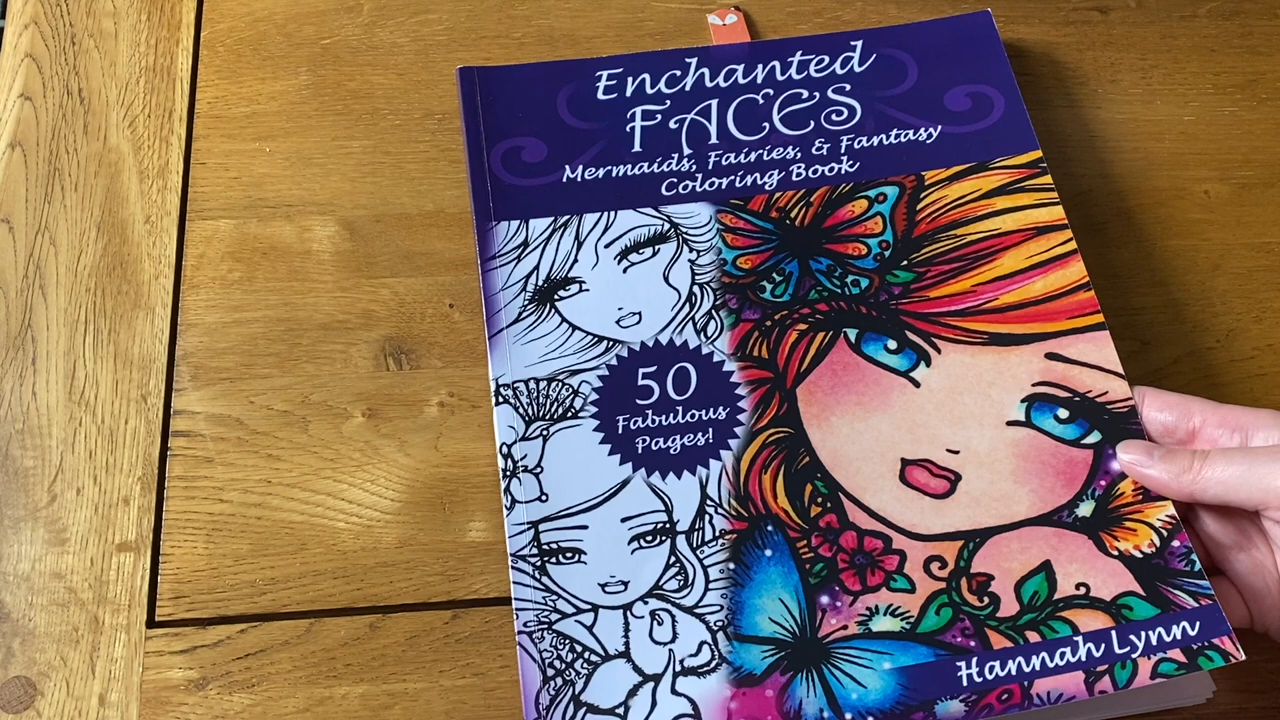 Enchanted
FACES
Mermaids, Fairies, & Fantasy
Coloring Book
50
Fabulous
Pages!
Hannah Lynn